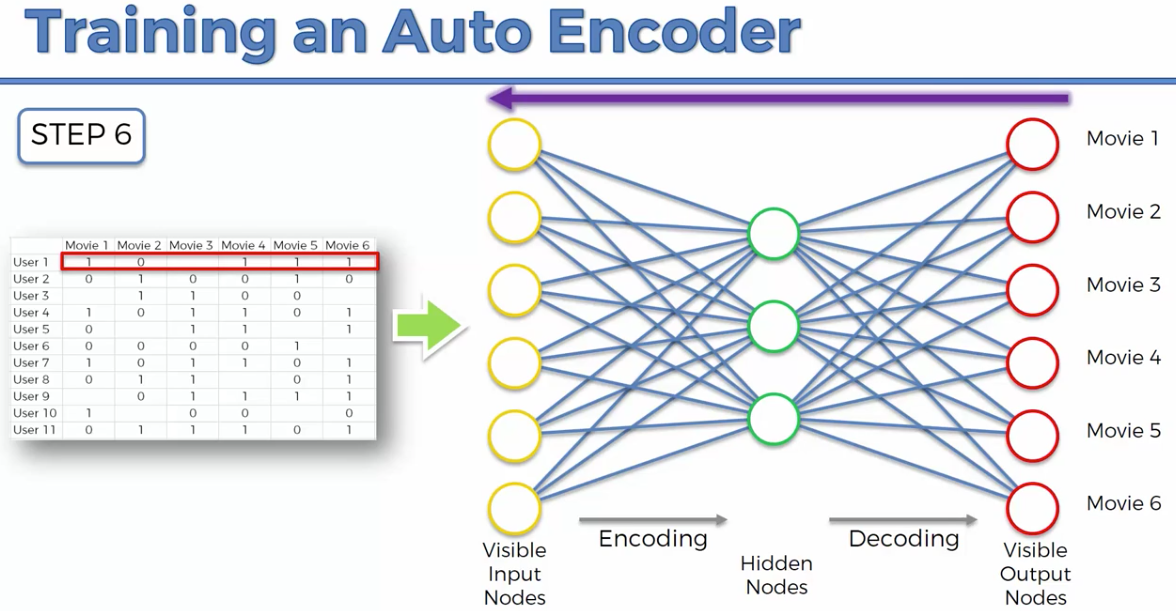 Training an Auto Encoder
STEP 6
Movie 1 Movie 2 Movie 3 Movie 4 Movie 5 Movie 6
User 1 1 0 1 1 1
User 2 0 1 0 0 1 0
User 3 1 1 0 0
User 4 1 0 1 1 0 1
User 5 0 1 1 1
User 6 0 0 0 0 1
User 7 1 0 1 1 0 1
User 8 0 1 1 0 1
User 9 0 1 1 1 1
User 10 1 0 0 0
User 11 0 1 1 1 0 1
Movie 1
Movie 2
Movie 3
Movie 4
Movie 5
Movie 6
Encoding
Decoding
Visible
Input
Nodes
Hidden
Nodes
Visible
Output
Nodes